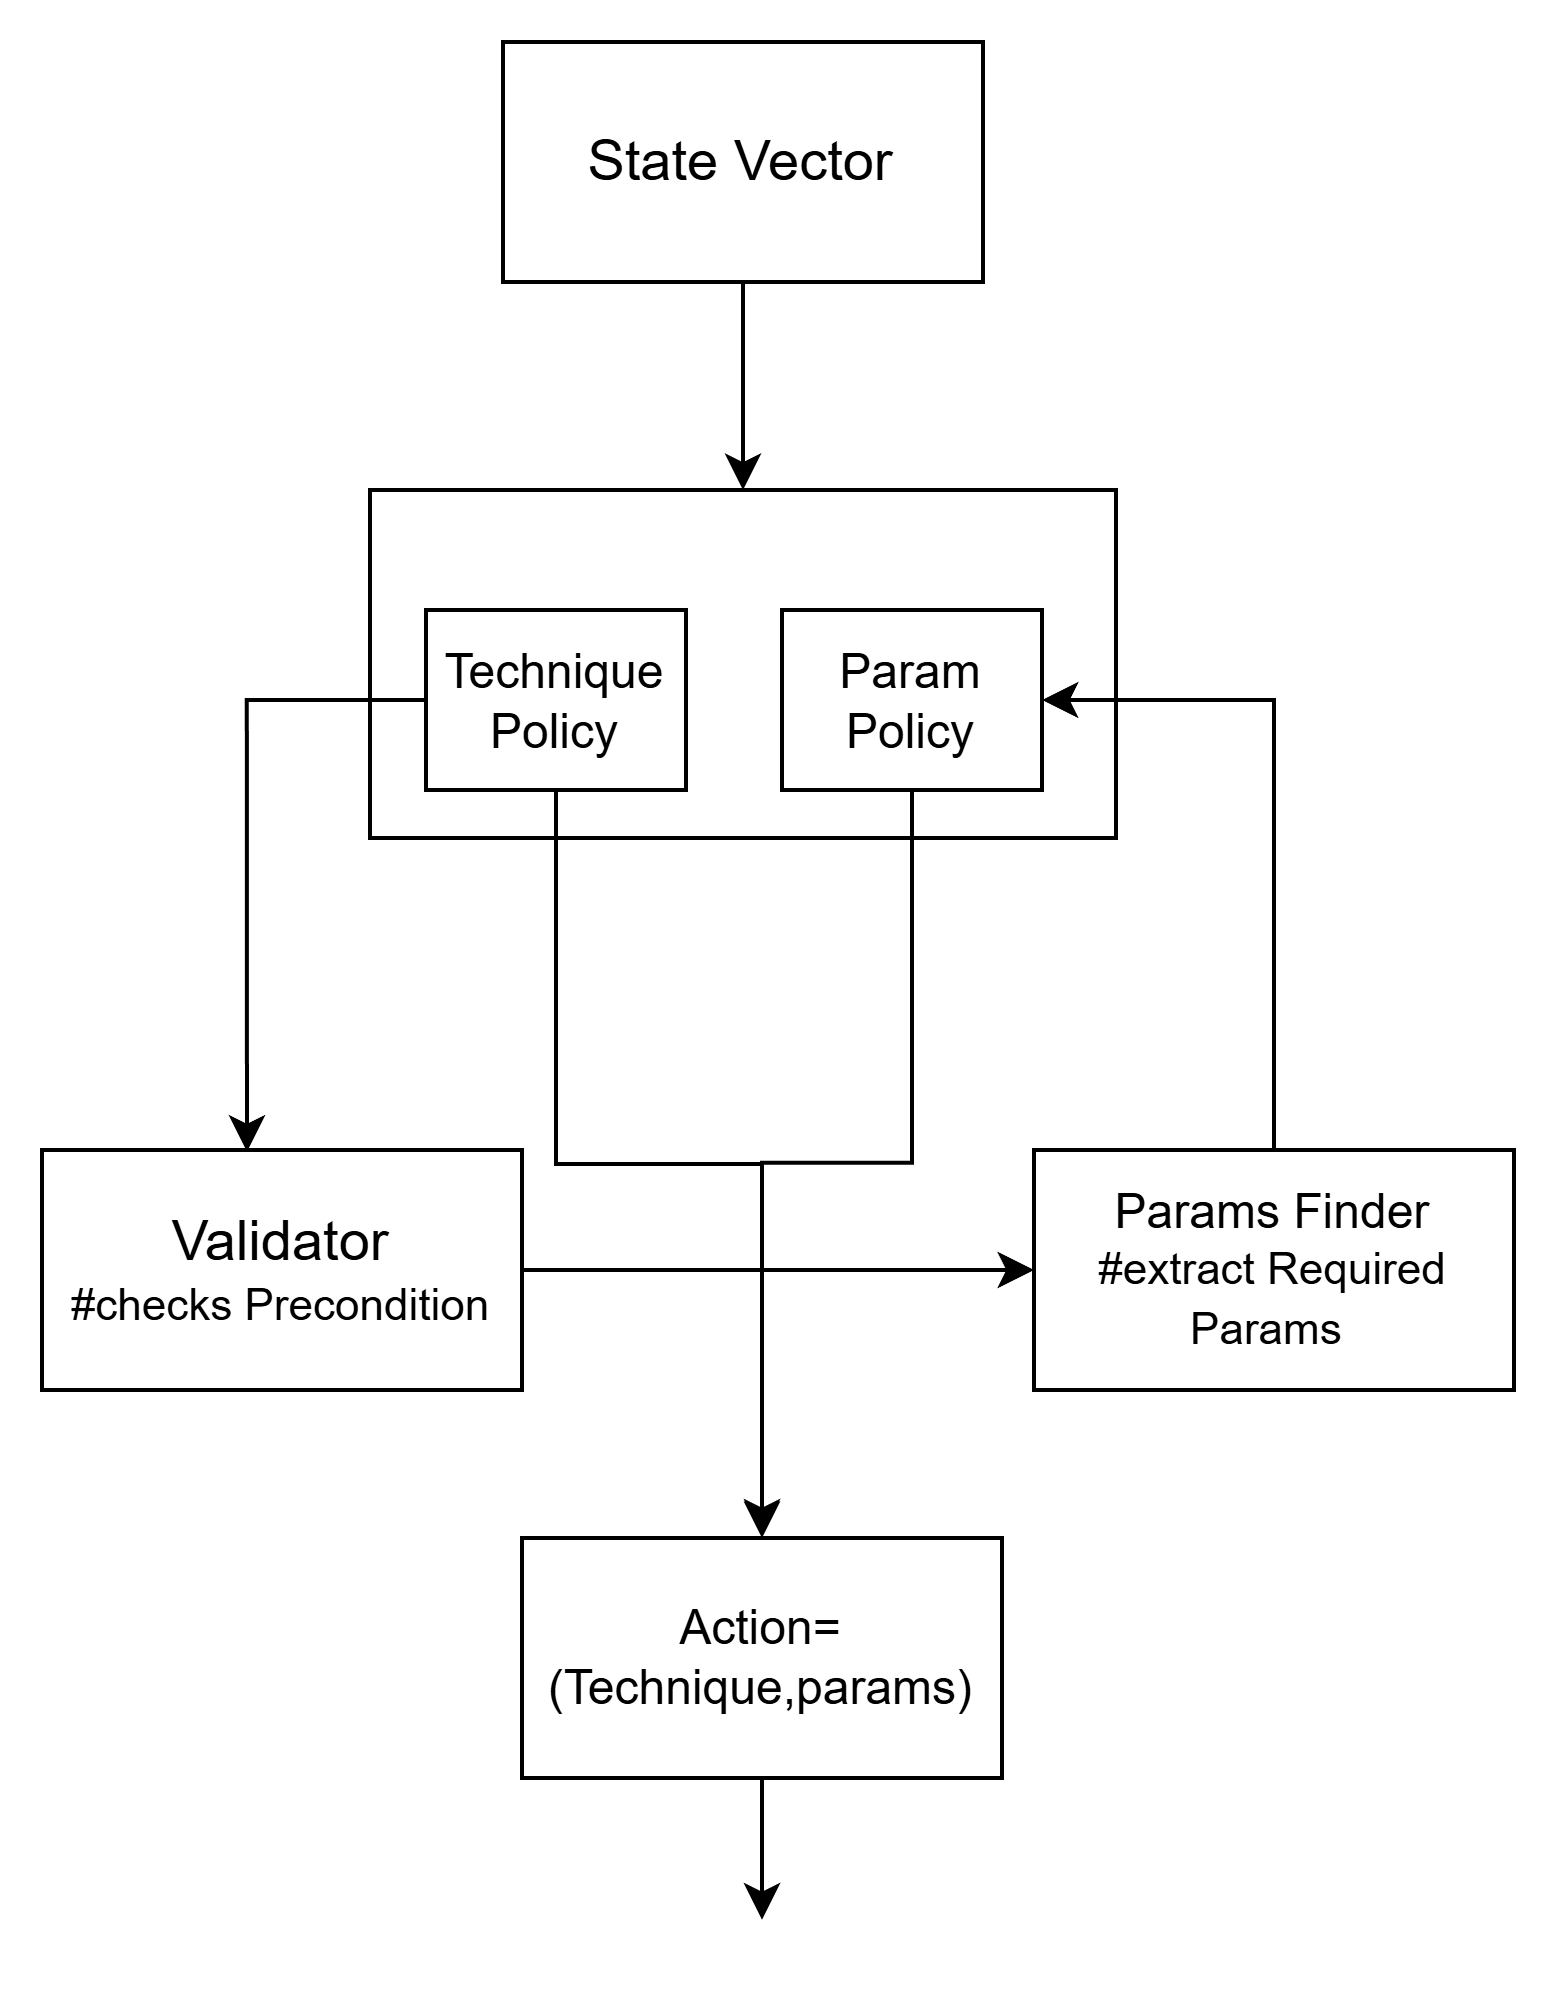 State Vector
Technique
Policy
Param
Policy
Validator
#checks Precondition
Params Finder
#extract Required
Params
Action=
(Technique,params)